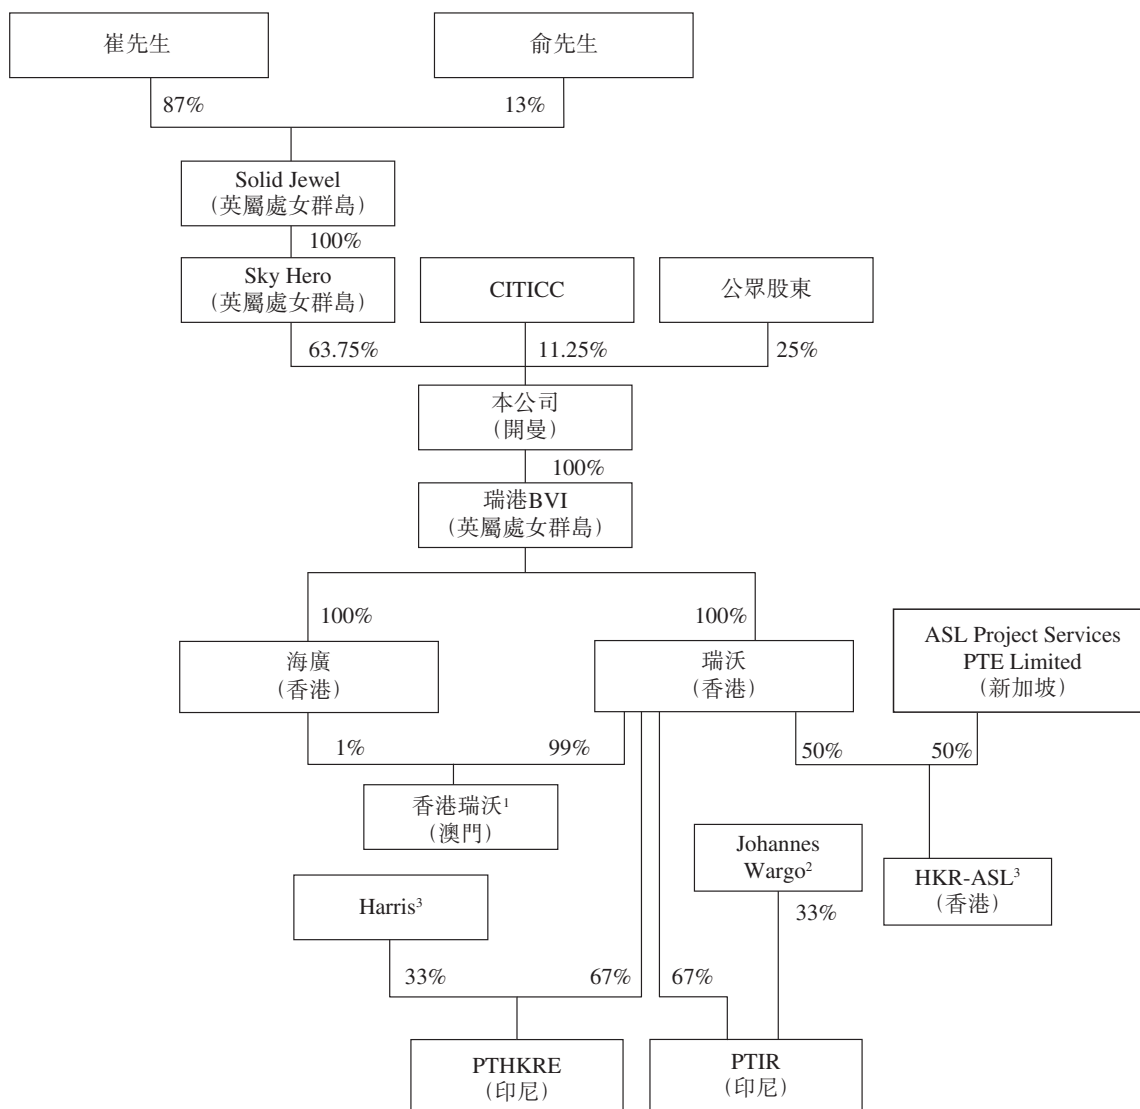 崔先生
俞先生
87%
13%
Solid Jewel
（英屬處女群島）
100%
Sky Hero
（英屬處女群島）
CITICC
公眾股東
63.75%
11.25%
25%
本公司
（開曼）
100%
瑞港BVI
（英屬處女群島）
100%
100%
海廣
（香港）
瑞沃
（香港）
ASL Project Services
PTE Limited
（新加坡）
1%
99%
50%
50%
香港瑞沃¹
（澳門）
Johannes
Wargo²
HKR-ASL³
（香港）
Harris³
33%
33%
67%
67%
PTHKRE
（印尼）
PTIR
（印尼）